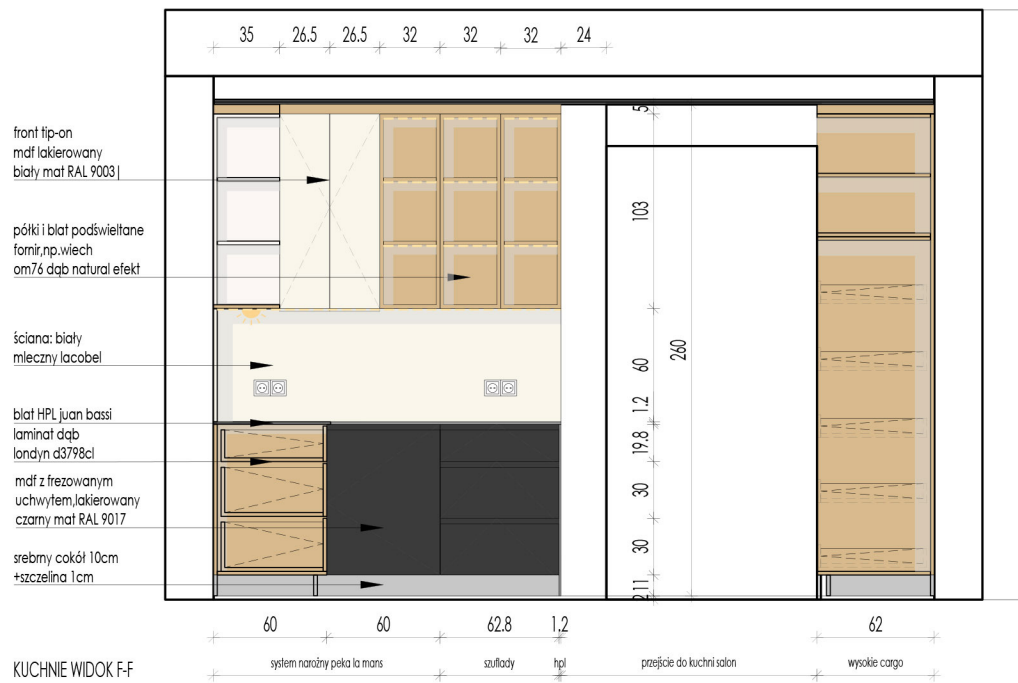 35 26.5 26.5 32 32 32 24
front tip-on
mdf lakierowany
biały mat RAL 9003|
półki i blat podświeltane
fornir,np.wiech
om76 dąb natural efekt
ściana: biały
mleczny lacobel
blat HPL juan bassi
laminat dąb
londyn d3798cl
mdf z frezowanym
uchwytem,lakierowany
czarny mat RAL 9017
srebrny cokół 10cm
+szczelina 1cm
5
103
60
260
1.2
19.8
30
30
11
2
60 60 62.8 1,2 62
system narożny peka la mans szuflady hpl przejście do kuchni salon wysokie cargo
KUCHNIE WIDOK F-F